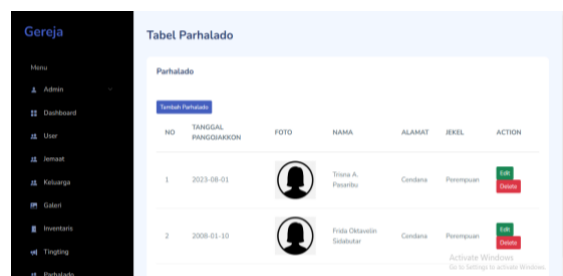 Gereja
Tabel Parhalado
Menu
Admin
Dashboard
User
Jemaat
Keluarga
Galeri
Inventaris
Tingting
Parhalado
Parhalado
Tambah Parhalado
NO TANGGAL PANGOJAKKON FOTO NAMA ALAMAT JEKEL ACTION
1 2023-08-01 Trisna A. Pasaribu Cendana Perempuan Edit Delete
2 2008-01-10 Frida Oktavelin Sidabutar Cendana Perempuan Edit Delete
Activate Windows
Go to Settings to activate Windows.